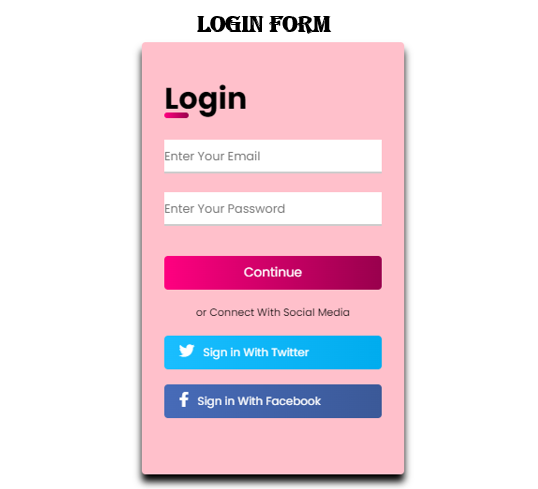 LOGIN FORM
Login
Enter Your Email
Enter Your Password
Continue
or Connect With Social Media
Sign in With Twitter
Sign in With Facebook